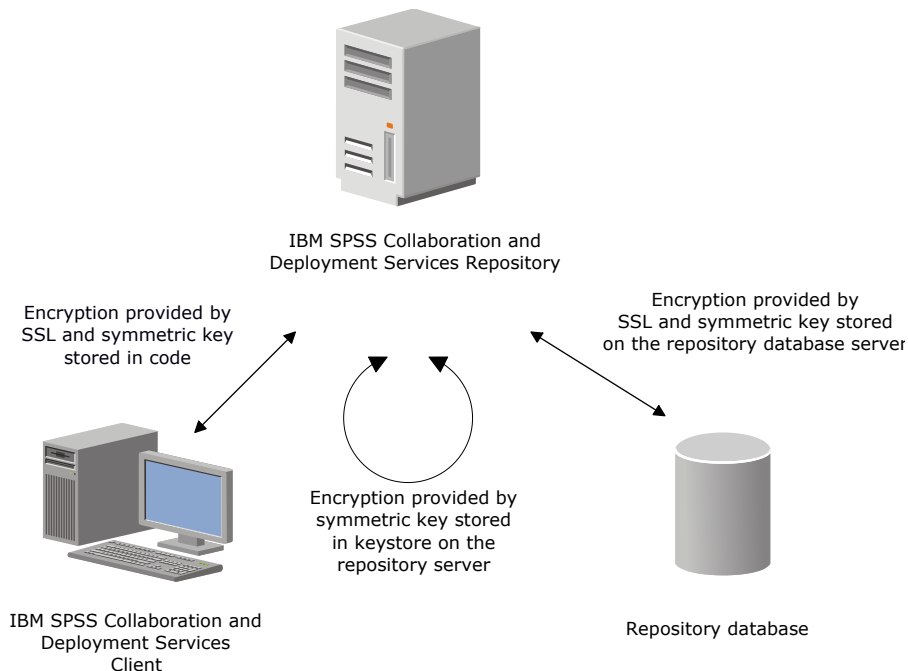 IBM SPSS Collaboration and
Deployment Services Repository
Encryption provided by
SSL and symmetric key
stored in code
Encryption provided by
SSL and symmetric key stored
on the repository database server
Encryption provided by
symmetric key stored
in keystore on the
repository server
IBM SPSS Collaboration and
Deployment Services
Client
Repository database